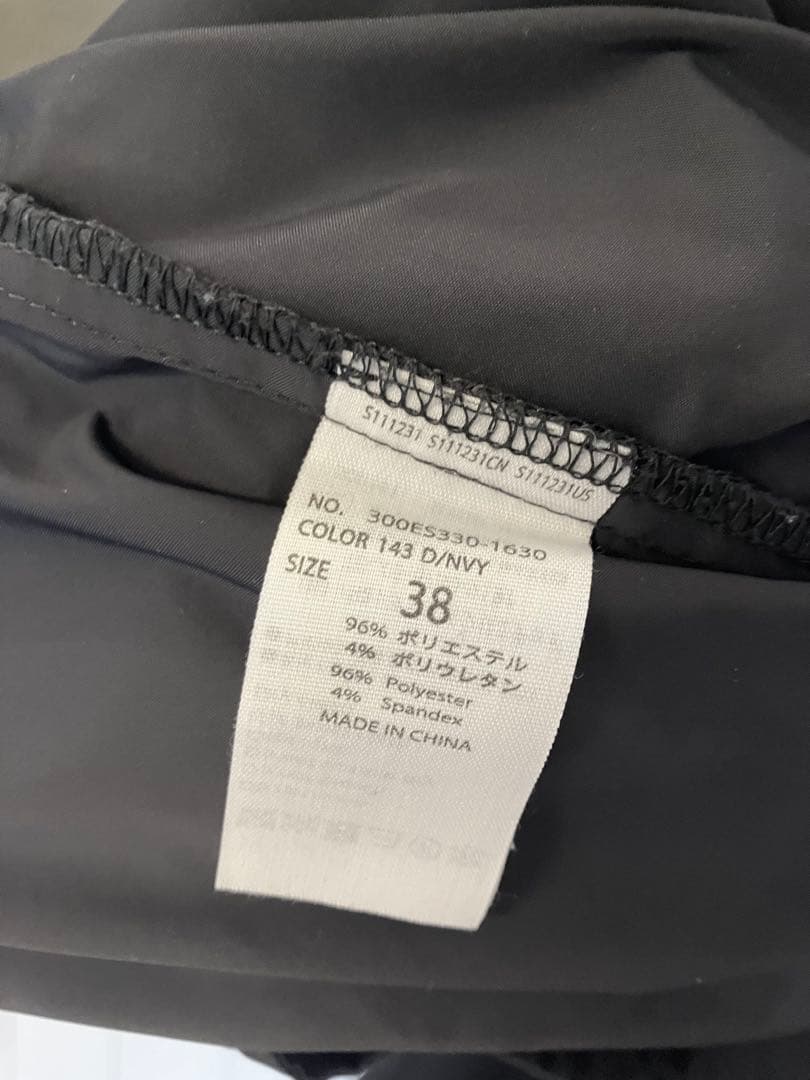 S111231 S111231CN S111231US
NO. 300ES330-1630
COLOR 143 D/NVY
SIZE 38
96% ポリエステル
4% ポリウレタン
96% Polyester
4% Spandex
MADE IN CHINA